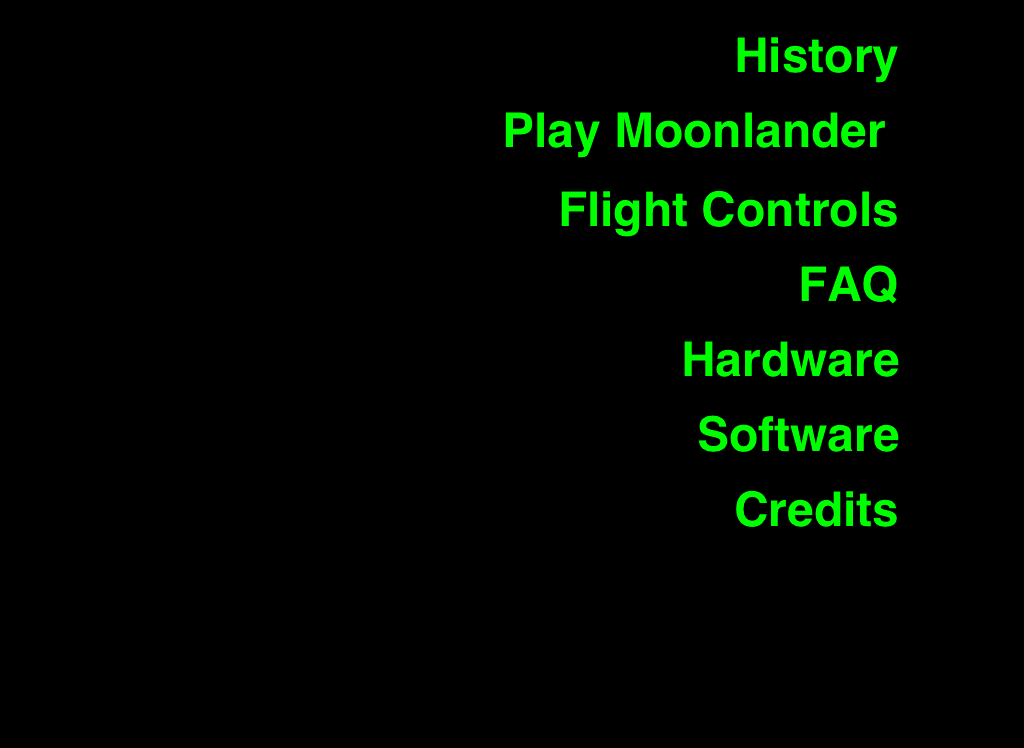 History
Play Moonlander
Flight Controls
FAQ
Hardware
Software
Credits